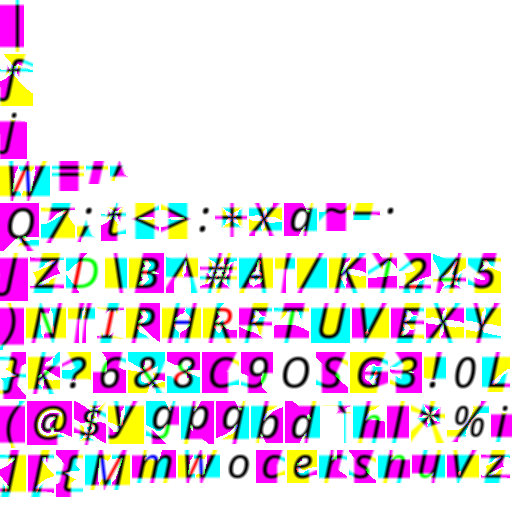 |
f
j
W = " ' ^
Q 7 ; t < > : + x a ~ - ·
J Z D \ B ^ # A ' / K 1 2 4 5
) N " I P H R F T U V E X Y
} k ? 6 & 8 C 9 O S G 3 ! 0 L
( @ $ y g p q b d ` h l * % i
] [ { M m w o c e r s n u v z